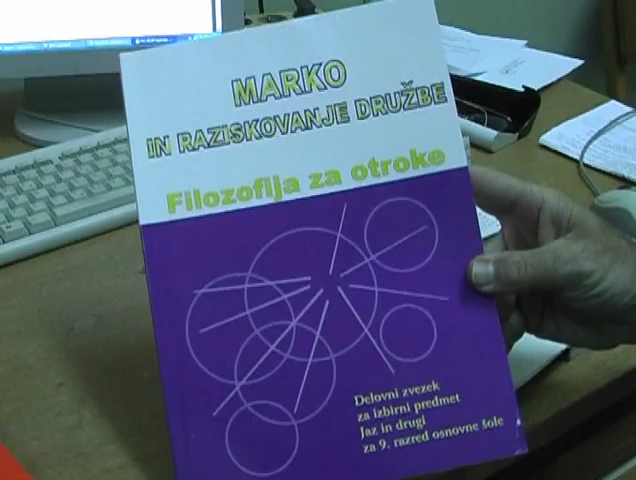 MARKO
IN RAZISKOVANJE DRUŽBE
Filozofija za otroke
Delovni zvezek
za izbirni predmet
Jaz in drugi
za 9. razred osnovne šole